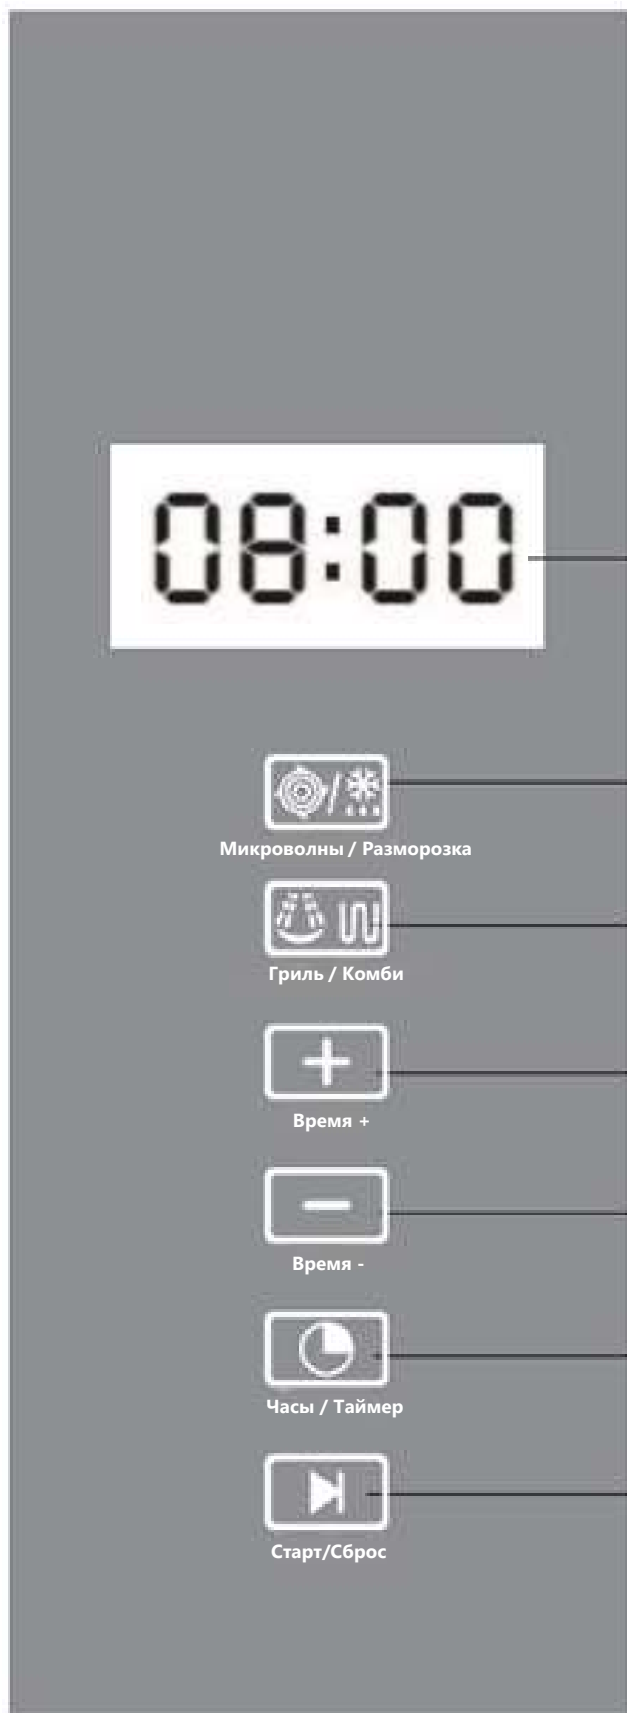 08:00
Микроволны / Разморозка
Гриль / Комби
Время +
Время -
Часы / Таймер
Старт/Сброс